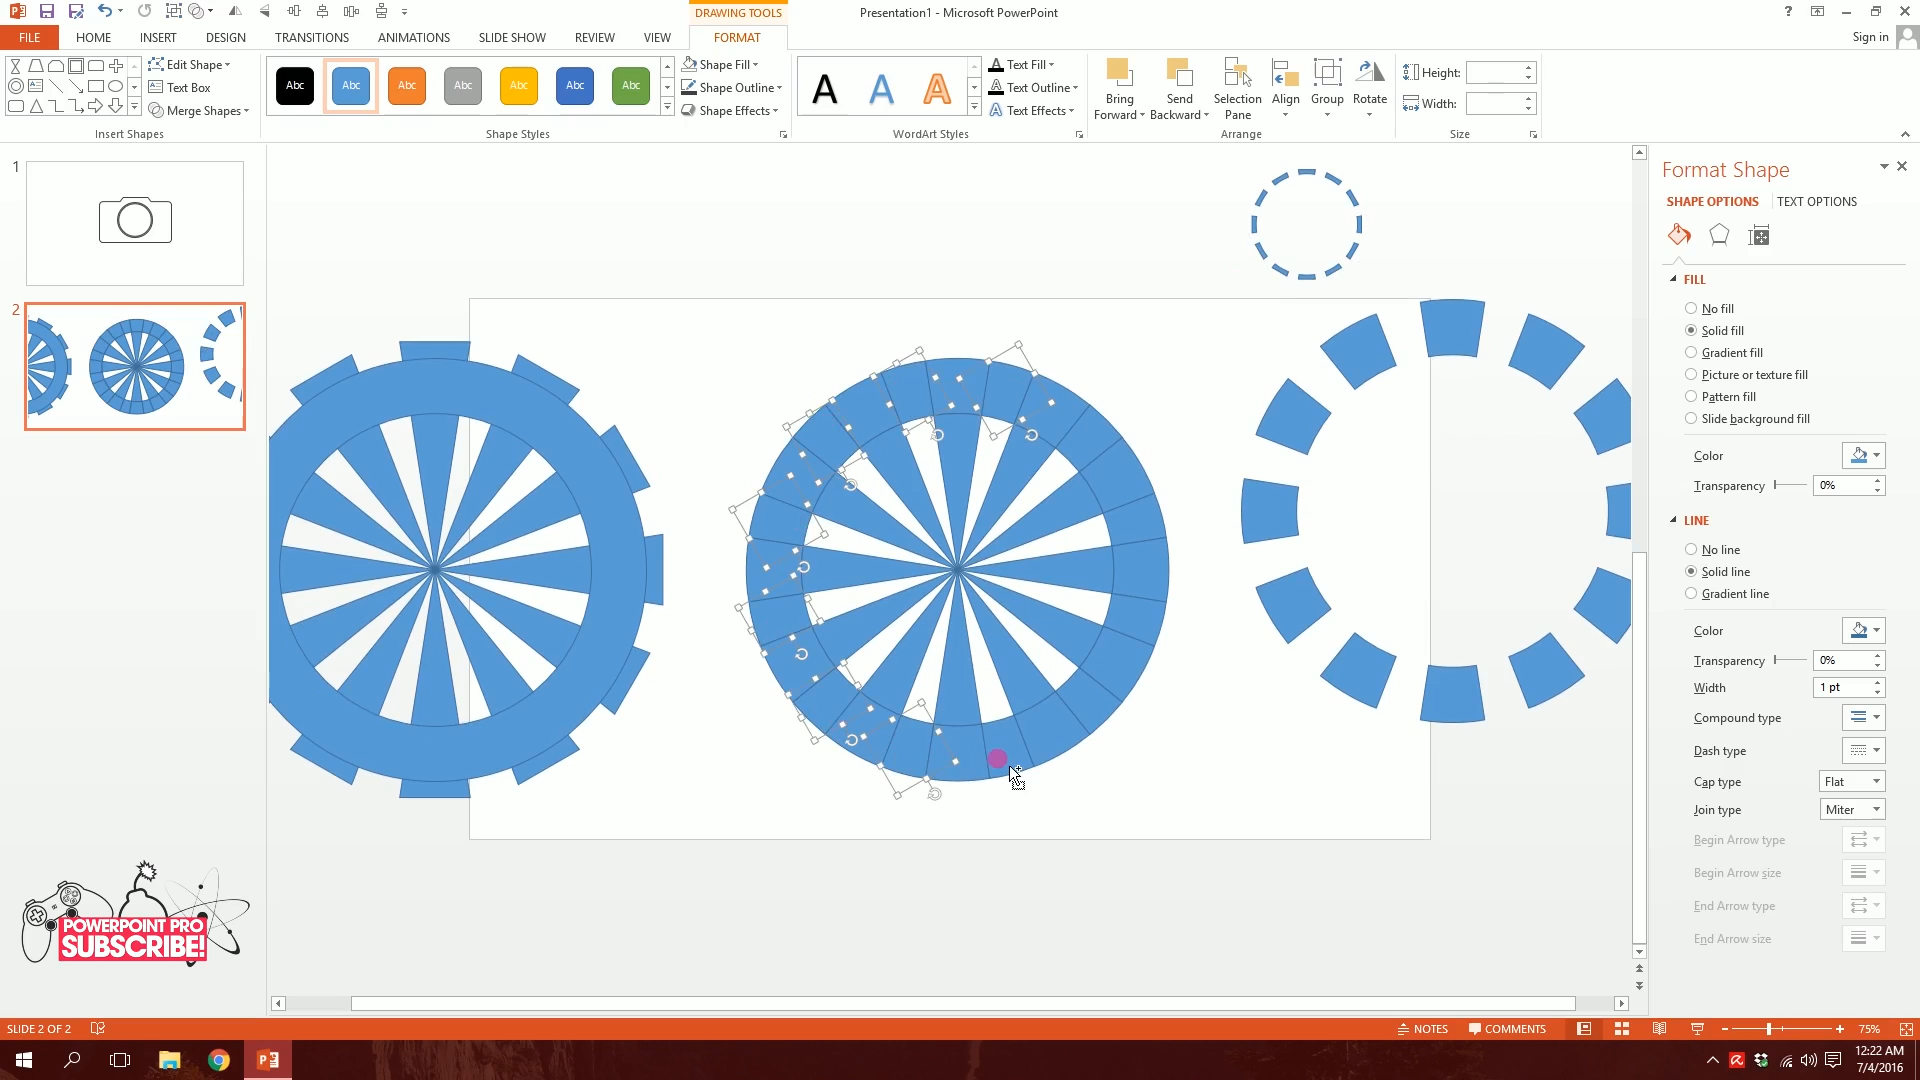 DRAWING TOOLS
Presentation1 - Microsoft PowerPoint
?
FILE
HOME
INSERT
DESIGN
TRANSITIONS
ANIMATIONS
SLIDE SHOW
REVIEW
VIEW
FORMAT
Sign in
Edit Shape
Text Box
Merge Shapes
Insert Shapes
Abc
Abc
Abc
Abc
Abc
Abc
Abc
Shape Fill
Shape Outline
Shape Effects
Shape Styles
A
A
A
Text Fill
Text Outline
Text Effects
WordArt Styles
Bring
Forward
Send
Backward
Selection
Pane
Align
Group
Rotate
Arrange
Height:
Width:
Size
1
2
Format Shape
SHAPE OPTIONS
TEXT OPTIONS
FILL
No fill
Solid fill
Gradient fill
Picture or texture fill
Pattern fill
Slide background fill
Color
Transparency
0%
LINE
No line
Solid line
Gradient line
Color
Transparency
0%
Width
1 pt
Compound type
Dash type
Cap type
Flat
Join type
Miter
Begin Arrow type
Begin Arrow size
End Arrow type
End Arrow size
POWERPOINT PRO
SUBSCRIBE!
SLIDE 2 OF 2
NOTES
COMMENTS
75%
12:22 AM
7/4/2016